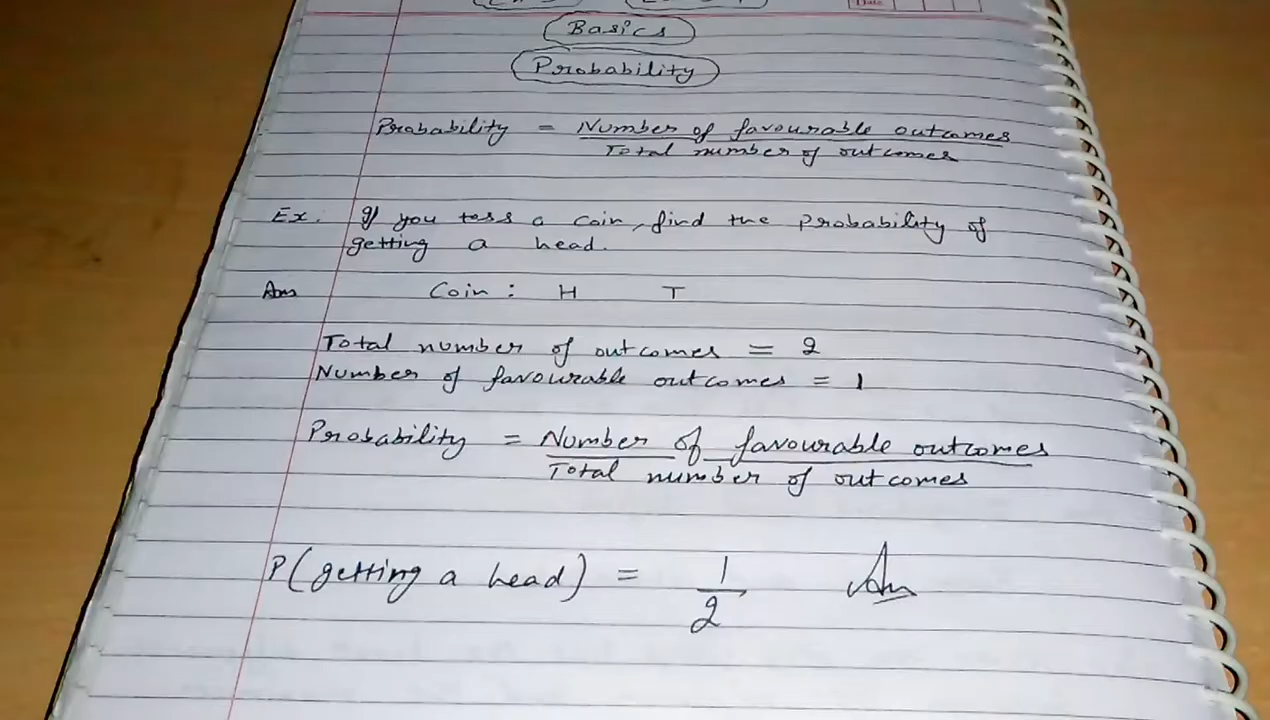 Date
Basics
Probability
Probability = Number of favourable outcomes
Total number of outcomes
Ex. If you toss a coin, find the probability of
getting a head.
Ans Coin : H T
Total number of outcomes = 2
Number of favourable outcomes = 1
Probability = Number of favourable outcomes
Total number of outcomes
P(getting a head) = 1
2
Ans